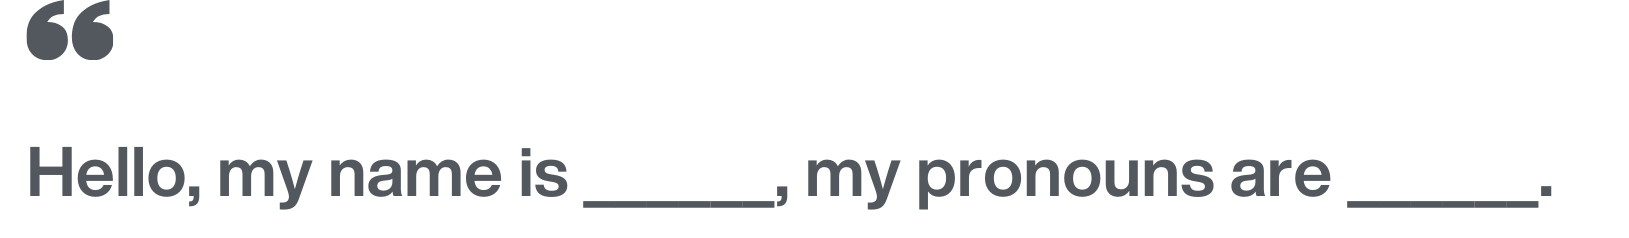 “
Hello, my name is ______, my pronouns are ______.